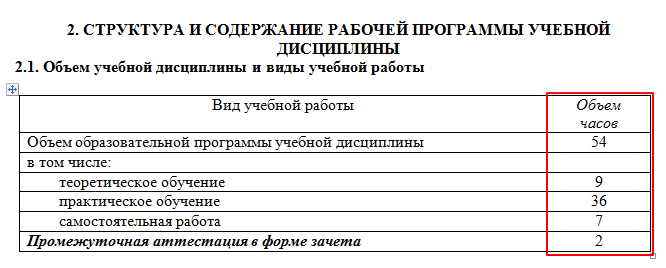 2. СТРУКТУРА И СОДЕРЖАНИЕ РАБОЧЕЙ ПРОГРАММЫ УЧЕБНОЙ
ДИСЦИПЛИНЫ
2.1. Объем учебной дисциплины и виды учебной работы
Вид учебной работы Объем
часов
Объем образовательной программы учебной дисциплины 54
в том числе:
теоретическое обучение 9
практическое обучение 36
самостоятельная работа 7
Промежуточная аттестация в форме зачета 2